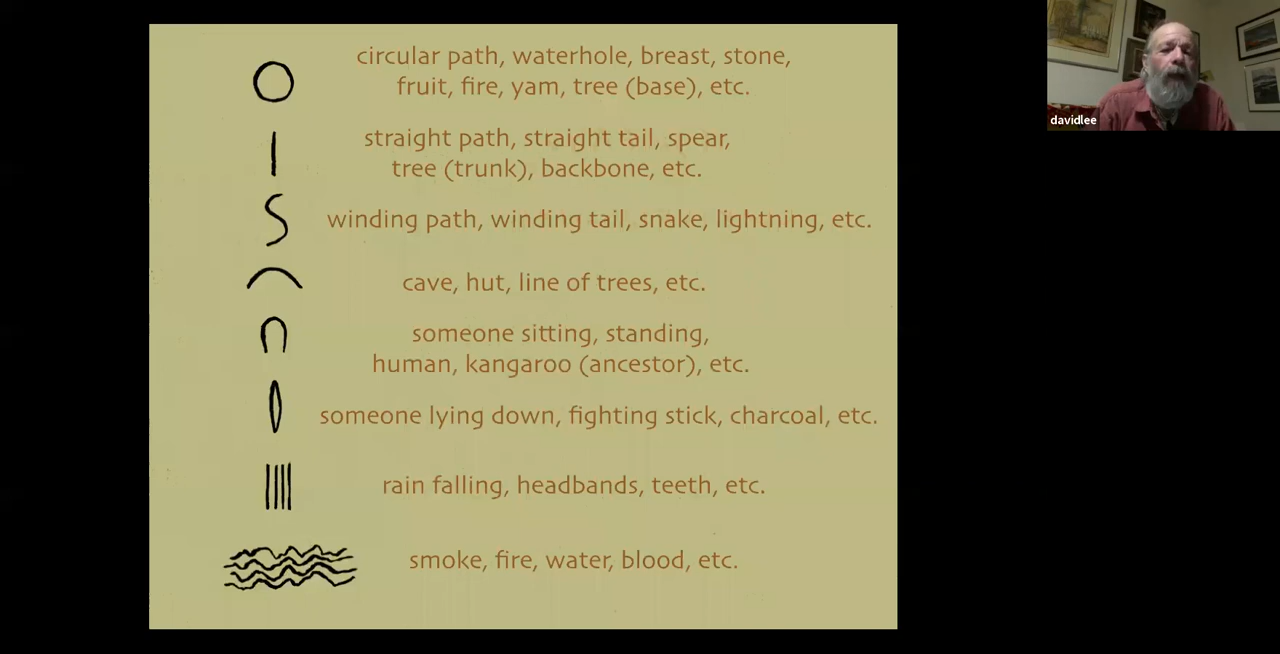 circular path, waterhole, breast, stone,
fruit, fire, yam, tree (base), etc.
straight path, straight tail, spear,
tree (trunk), backbone, etc.
winding path, winding tail, snake, lightning, etc.
cave, hut, line of trees, etc.
someone sitting, standing,
human, kangaroo (ancestor), etc.
someone lying down, fighting stick, charcoal, etc.
rain falling, headbands, teeth, etc.
smoke, fire, water, blood, etc.
davidlee